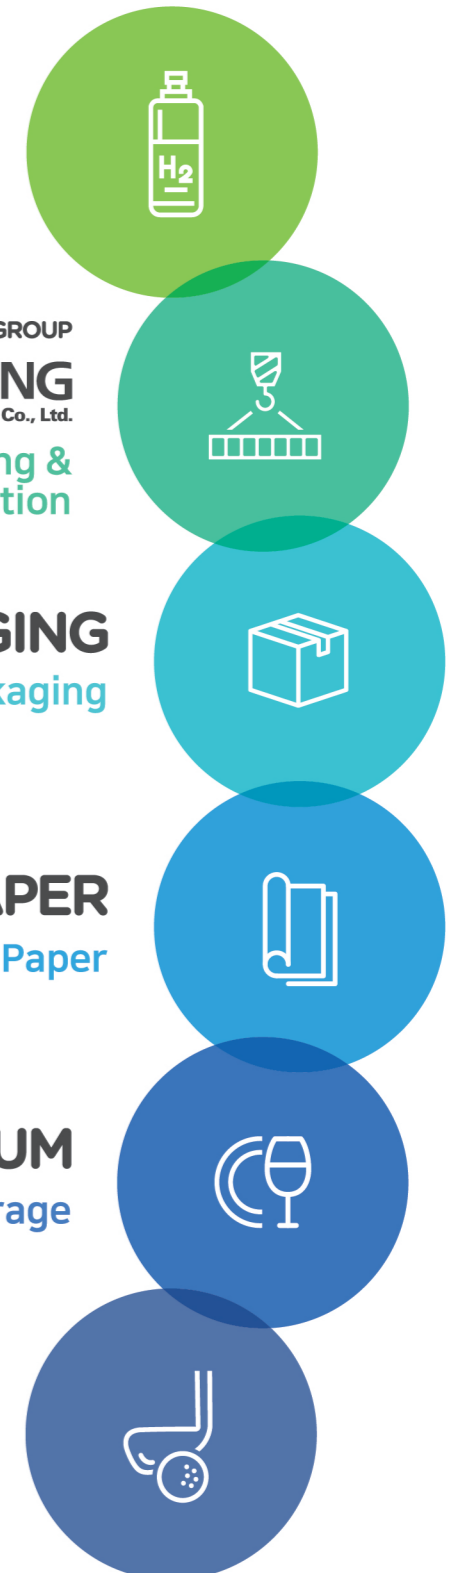 H2
GROUP
NG
Co., Ltd.
ng &
tion
GING
kaging
APER
Paper
UM
rage